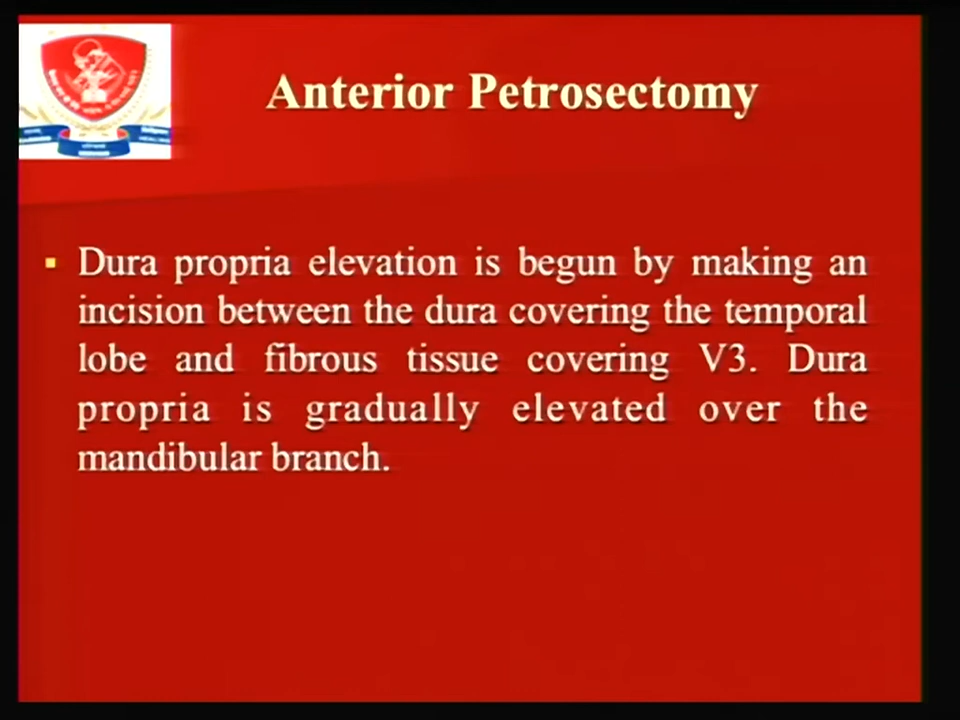 Anterior Petrosectomy
▪ Dura propria elevation is begun by making an
incision between the dura covering the temporal
lobe and fibrous tissue covering V3. Dura
propria is gradually elevated over the
mandibular branch.